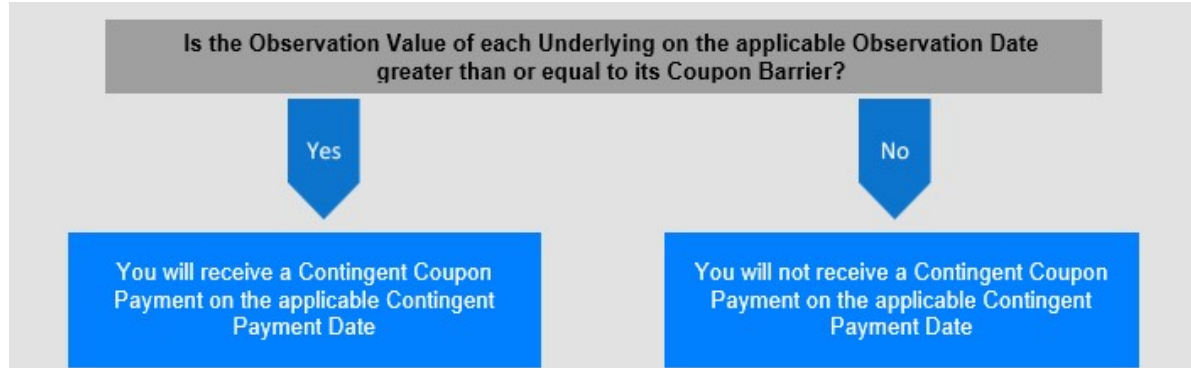 Is the Observation Value of each Underlying on the applicable Observation Date
greater than or equal to its Coupon Barrier?
Yes
No
You will receive a Contingent Coupon
Payment on the applicable Contingent
Payment Date
You will not receive a Contingent Coupon
Payment on the applicable Contingent
Payment Date